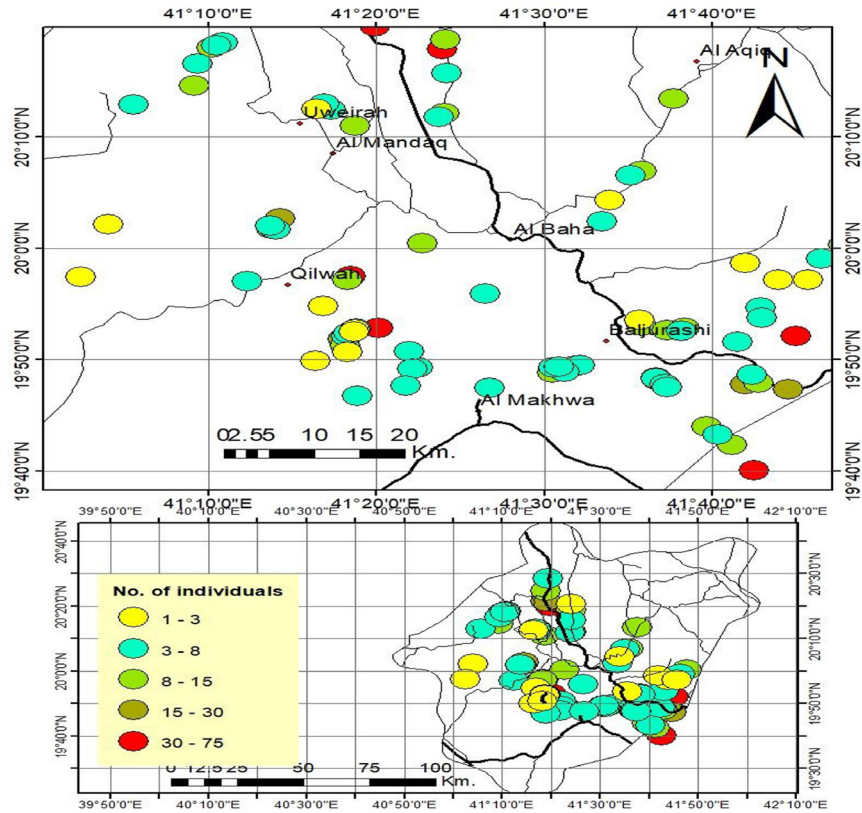 41°10'0"E 41°20'0"E 41°30'0"E 41°40'0"E
Al Aqiq
N
Uweirah
20°10'0"N 20°10'0"N
Al Mandaq
Al Baha
20°0'0"N 20°0'0"N
Qilwah
Baljurashi
19°50'0"N 19°50'0"N
Al Makhwa
0 2.5 5 10 15 20
Km.
19°40'0"N 19°40'0"N
41°10'0"E 41°20'0"E 41°30'0"E 41°40'0"E
39°50'0"E 40°10'0"E 40°30'0"E 40°50'0"E 41°10'0"E 41°30'0"E 41°50'0"E 42°10'0"E
20°40'0"N
20°30'0"N
No. of individuals
20°20'0"N
1 - 3
20°10'0"N
3 - 8
20°0'0"N
8 - 15
19°50'0"N
15 - 30
19°40'0"N
30 - 75
19°30'0"N
0 12.5 25 50 75 100
Km.
39°50'0"E 40°10'0"E 40°30'0"E 40°50'0"E 41°10'0"E 41°30'0"E 41°50'0"E 42°10'0"E